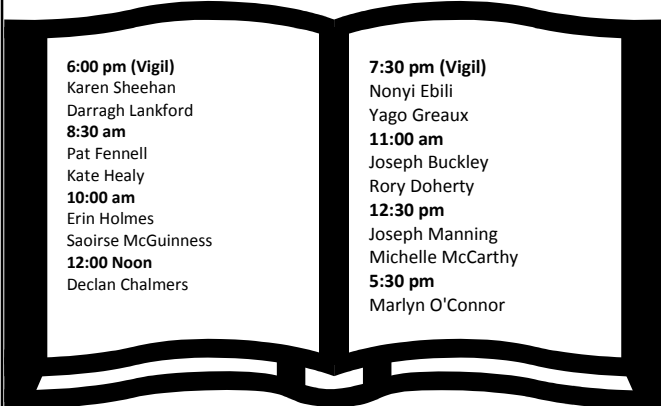 6:00 pm (Vigil)
Karen Sheehan
Darragh Lankford
8:30 am
Pat Fennell
Kate Healy
10:00 am
Erin Holmes
Saoirse McGuinness
12:00 Noon
Declan Chalmers
7:30 pm (Vigil)
Nonyi Ebili
Yago Greaux
11:00 am
Joseph Buckley
Rory Doherty
12:30 pm
Joseph Manning
Michelle McCarthy
5:30 pm
Marlyn O'Connor